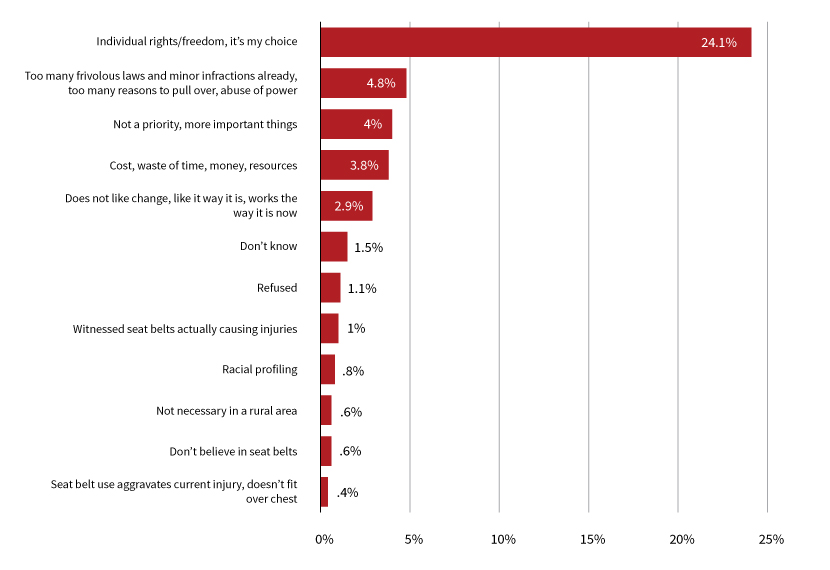 Individual rights/freedom, it’s my choice
24.1%
Too many frivolous laws and minor infractions already,
too many reasons to pull over, abuse of power
4.8%
Not a priority, more important things
4%
Cost, waste of time, money, resources
3.8%
Does not like change, like it way it is, works the
way it is now
2.9%
Don’t know
1.5%
Refused
1.1%
Witnessed seat belts actually causing injuries
1%
Racial profiling
.8%
Not necessary in a rural area
.6%
Don’t believe in seat belts
.6%
Seat belt use aggravates current injury, doesn’t fit
over chest
.4%
0%
5%
10%
15%
20%
25%